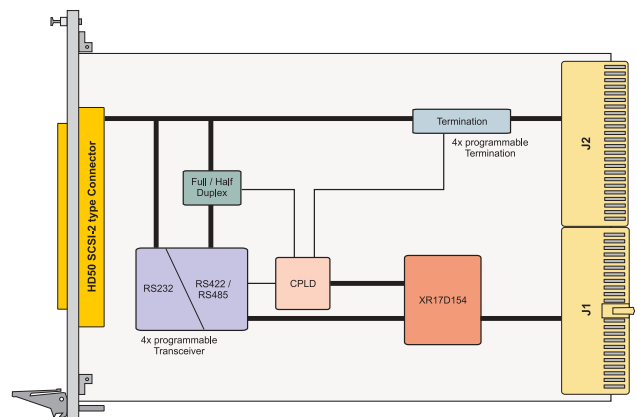 HD50 SCSI-2 type Connector
Termination
4x programmable
Termination
J2
Full / Half
Duplex
RS232
RS422 /
RS485
CPLD
XR17D154
J1
4x programmable
Transceiver